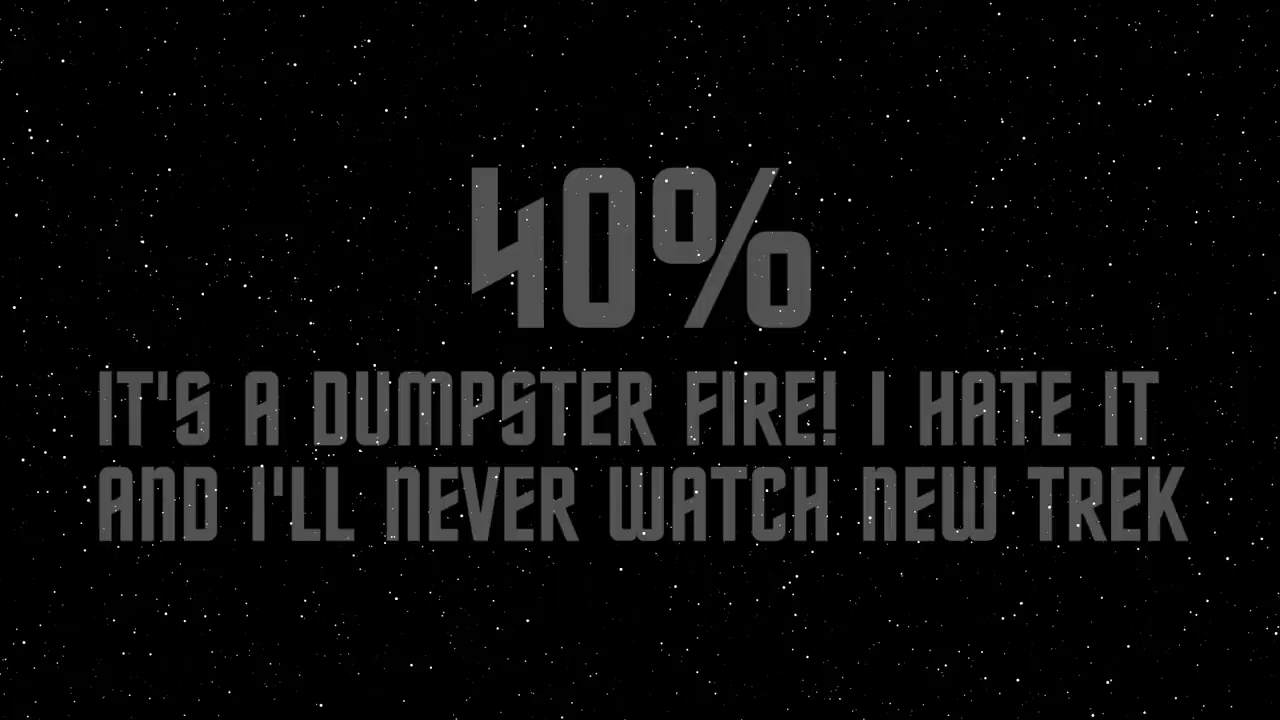 40%
IT'S A DUMPSTER FIRE! I HATE IT
AND I'LL NEVER WATCH NEW TREK